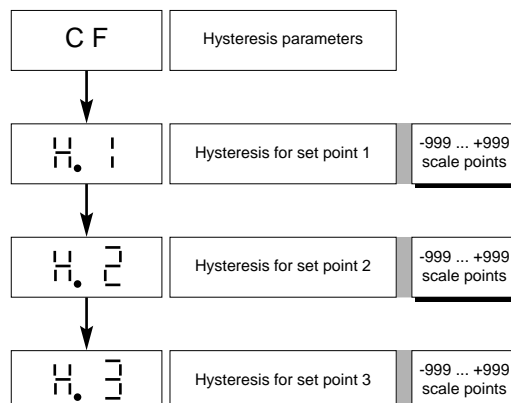 C F
Hysteresis parameters
H. 1
Hysteresis for set point 1
-999 ... +999
scale points
H. 2
Hysteresis for set point 2
-999 ... +999
scale points
H. 3
Hysteresis for set point 3
-999 ... +999
scale points